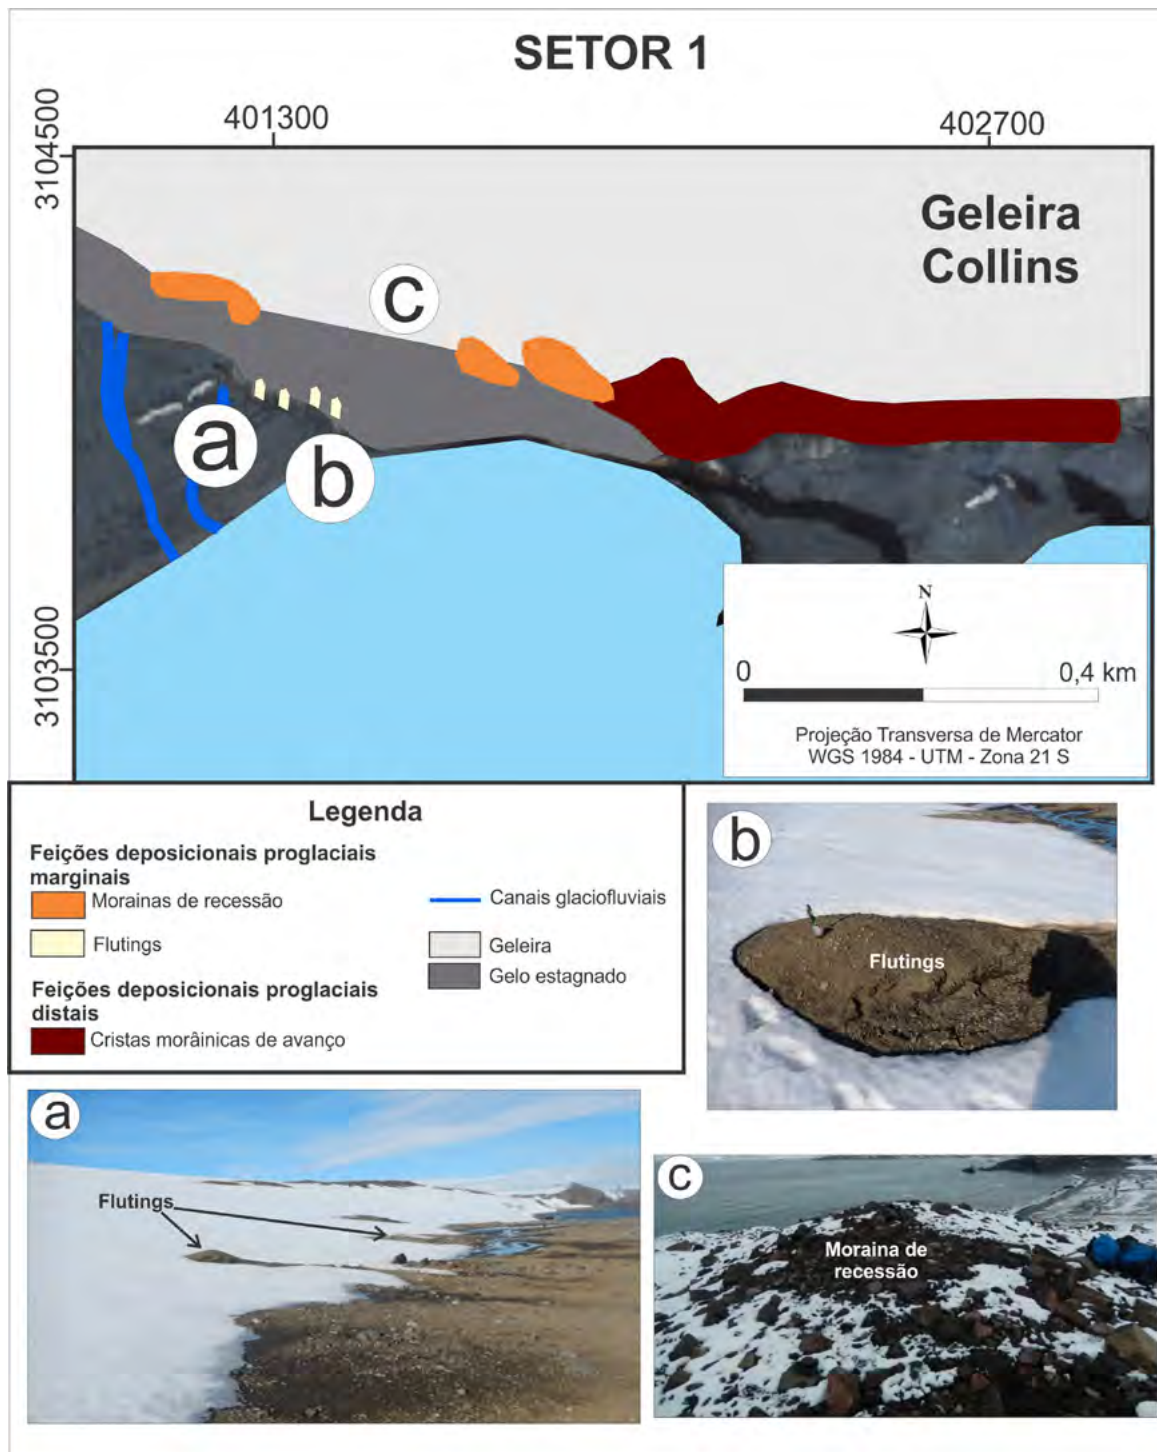 SETOR 1
401300
402700
3104500
3103500
Geleira
Collins
c
a
b
N
0
0,4 km
Projeção Transversa de Mercator
WGS 1984 - UTM - Zona 21 S
Legenda
Feições deposicionais proglaciais
marginais
Morainas de recessão
Flutings
Feições deposicionais proglaciais
distais
Cristas morâinicas de avanço
Canais glaciofluviais
Geleira
Gelo estagnado
b
Flutings
a
Flutings
c
Moraina de
recessão